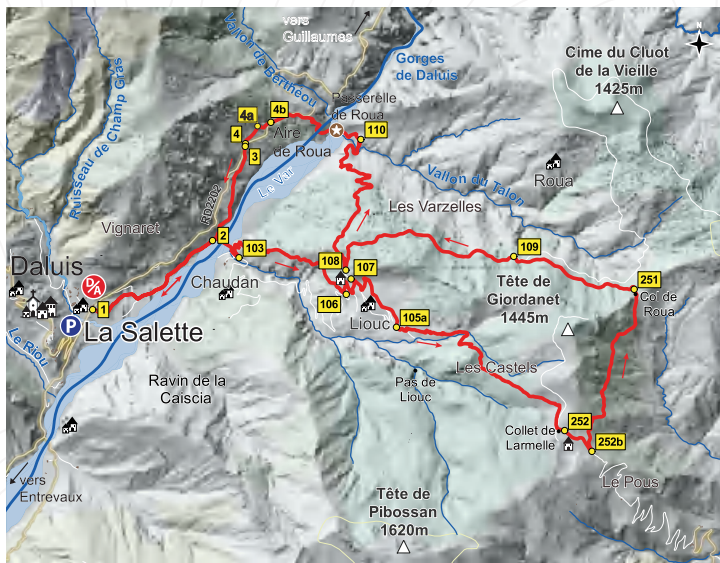 vers
Guillaumes
N
Cime du Cluot
de la Vieille
1425m
Vallon de Berthéou
Gorges
de Daluis
Ruisseau de Champ Gras
4a
4b
Passerelle
de Roua
110
4
Aire
de Roua
3
Roua
Vallon du Talon
RD2202
Le Var
Les Varzelles
Vignaret
2
103
108
107
109
Daluis
D/A
Chaudan
Tête de
Giordanet
1445m
251
Col de
Roua
1
106
P
La Salette
Liouc
105a
Le Riou
Les Castels
Ravin de la
Caïscia
Pas de
Liouc
252
Collet de
Larmelle
252b
vers
Entrevaux
Le Pous
Tête de
Pibossan
1620m